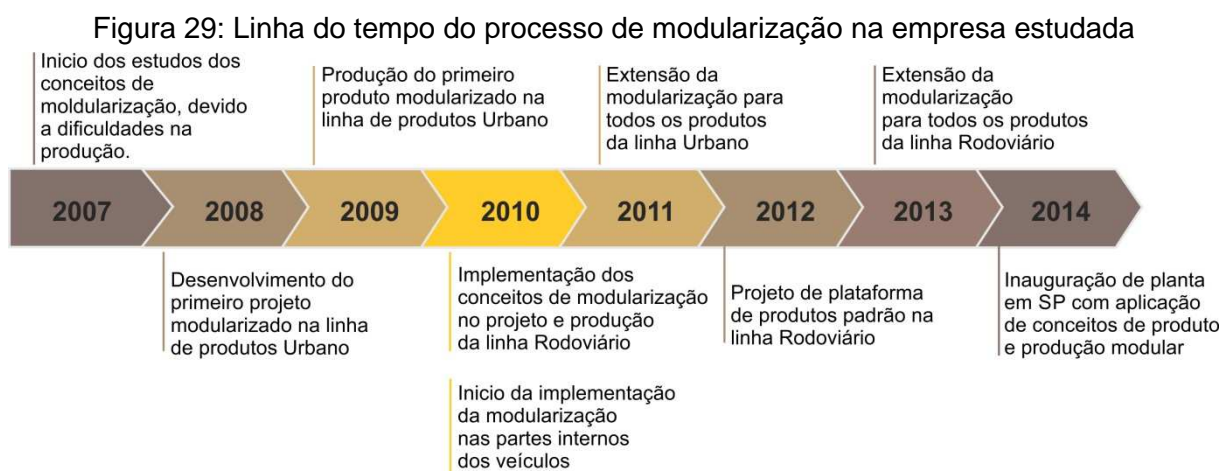 Figura 29: Linha do tempo do processo de modularização na empresa estudada
Inicio dos estudos dos
conceitos de
moldularização, devido
a dificuldades na
produção.
Produção do primeiro
produto modularizado na
linha de produtos Urbano
Extensão da
modularização para
todos os produtos
da linha Urbano
Extensão da
modularização
para todos os produtos
da linha Rodoviário
2007
2008
2009
2010
2011
2012
2013
2014
Desenvolvimento do
primeiro projeto
modularizado na linha
de produtos Urbano
Implementação dos
conceitos de modularização
no projeto e produção
da linha Rodoviário
Projeto de plataforma
de produtos padrão na
linha Rodoviário
Inauguração de planta
em SP com aplicação
de conceitos de produto
e produção modular
Inicio da implementação
da modularização
nas partes internos
dos veículos